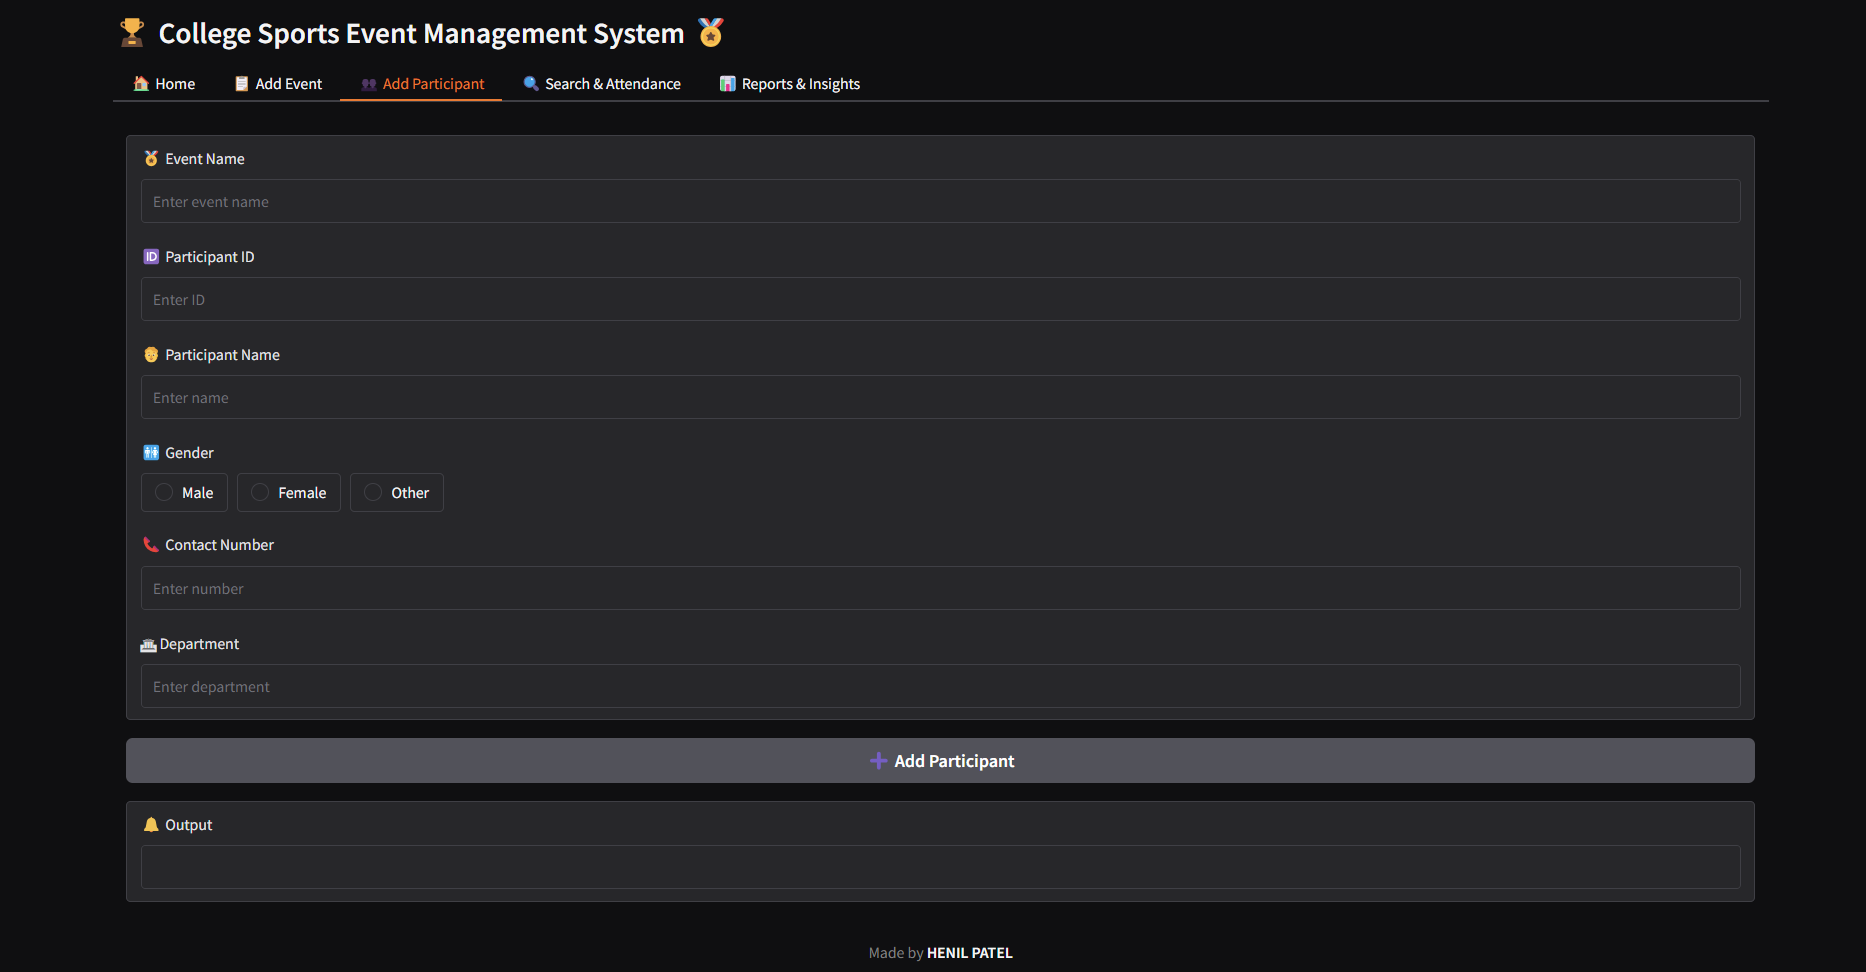 🏆 College Sports Event Management System 🏅
🏠 Home 📋 Add Event 👥 Add Participant 🔍 Search & Attendance 📊 Reports & Insights
🏅 Event Name
Enter event name
🆔 Participant ID
Enter ID
Participant Name
Enter name
🚻 Gender
Male Female Other
📞 Contact Number
Enter number
🏛 Department
Enter department
➕ Add Participant
🔔 Output
Made by HENIL PATEL